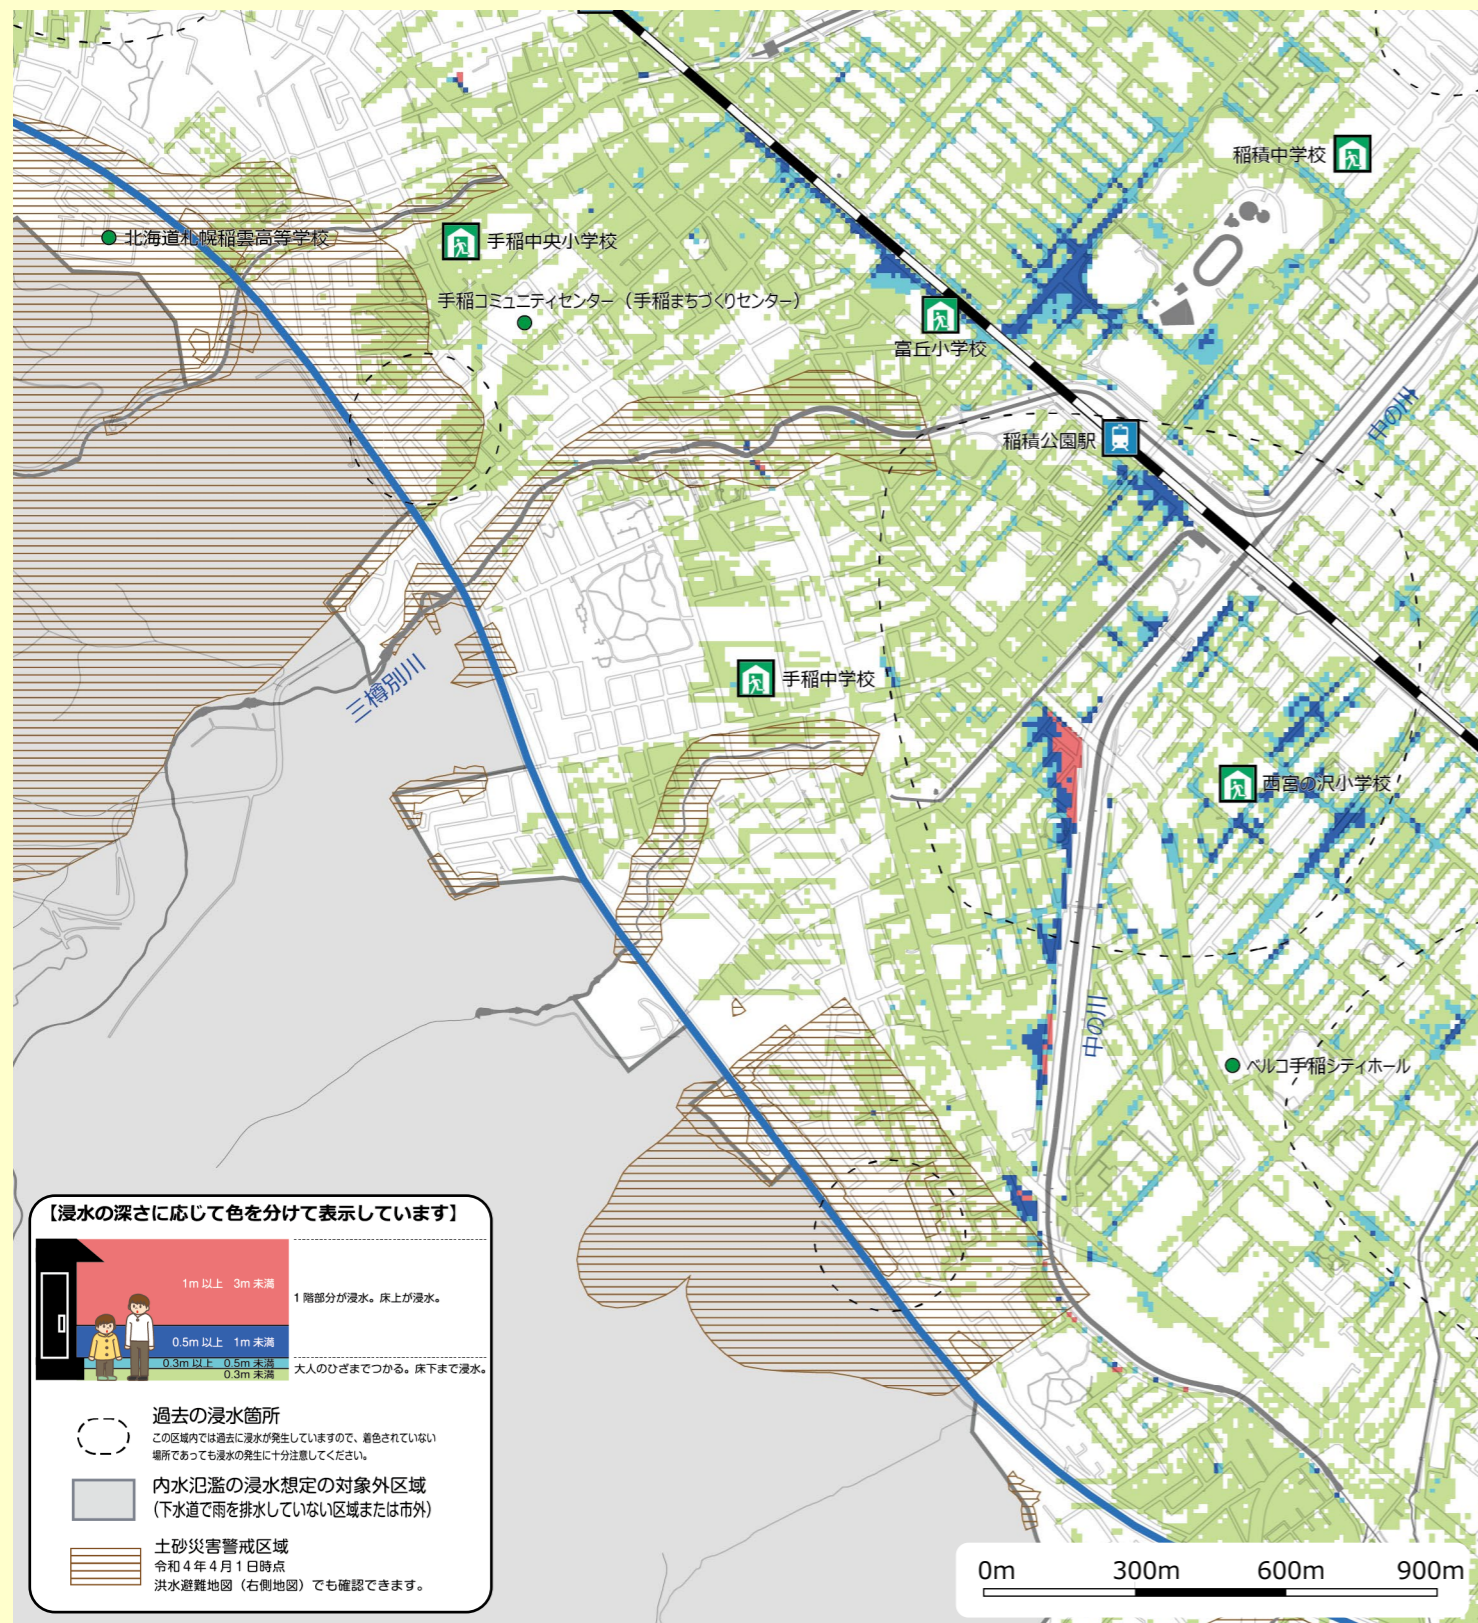 稲積中学校
北海道札幌稲雲高等学校
手稲中央小学校
手稲コミュニティセンター（手稲まちづくりセンター）
富丘小学校
中の川
稲積公園駅
三樽別川
手稲中学校
西宮の沢小学校
中の川
ベルコ手稲シティホール
【浸水の深さに応じて色を分けて表示しています】
1m 以上 3m 未満
1 階部分が浸水。床上が浸水。
0.5m 以上 1m 未満
0.3m 以上 0.5m 未満
0.3m 未満
大人のひざまでつかる。床下まで浸水。
過去の浸水箇所
この区域内では過去に浸水が発生していますので、着色されていない
場所であっても浸水の発生に十分注意してください。
内水氾濫の浸水想定の対象外区域
(下水道で雨を排水していない区域または市外)
土砂災害警戒区域
令和４年４月１日時点
洪水避難地図（右側地図）でも確認できます。
0m 300m 600m 900m